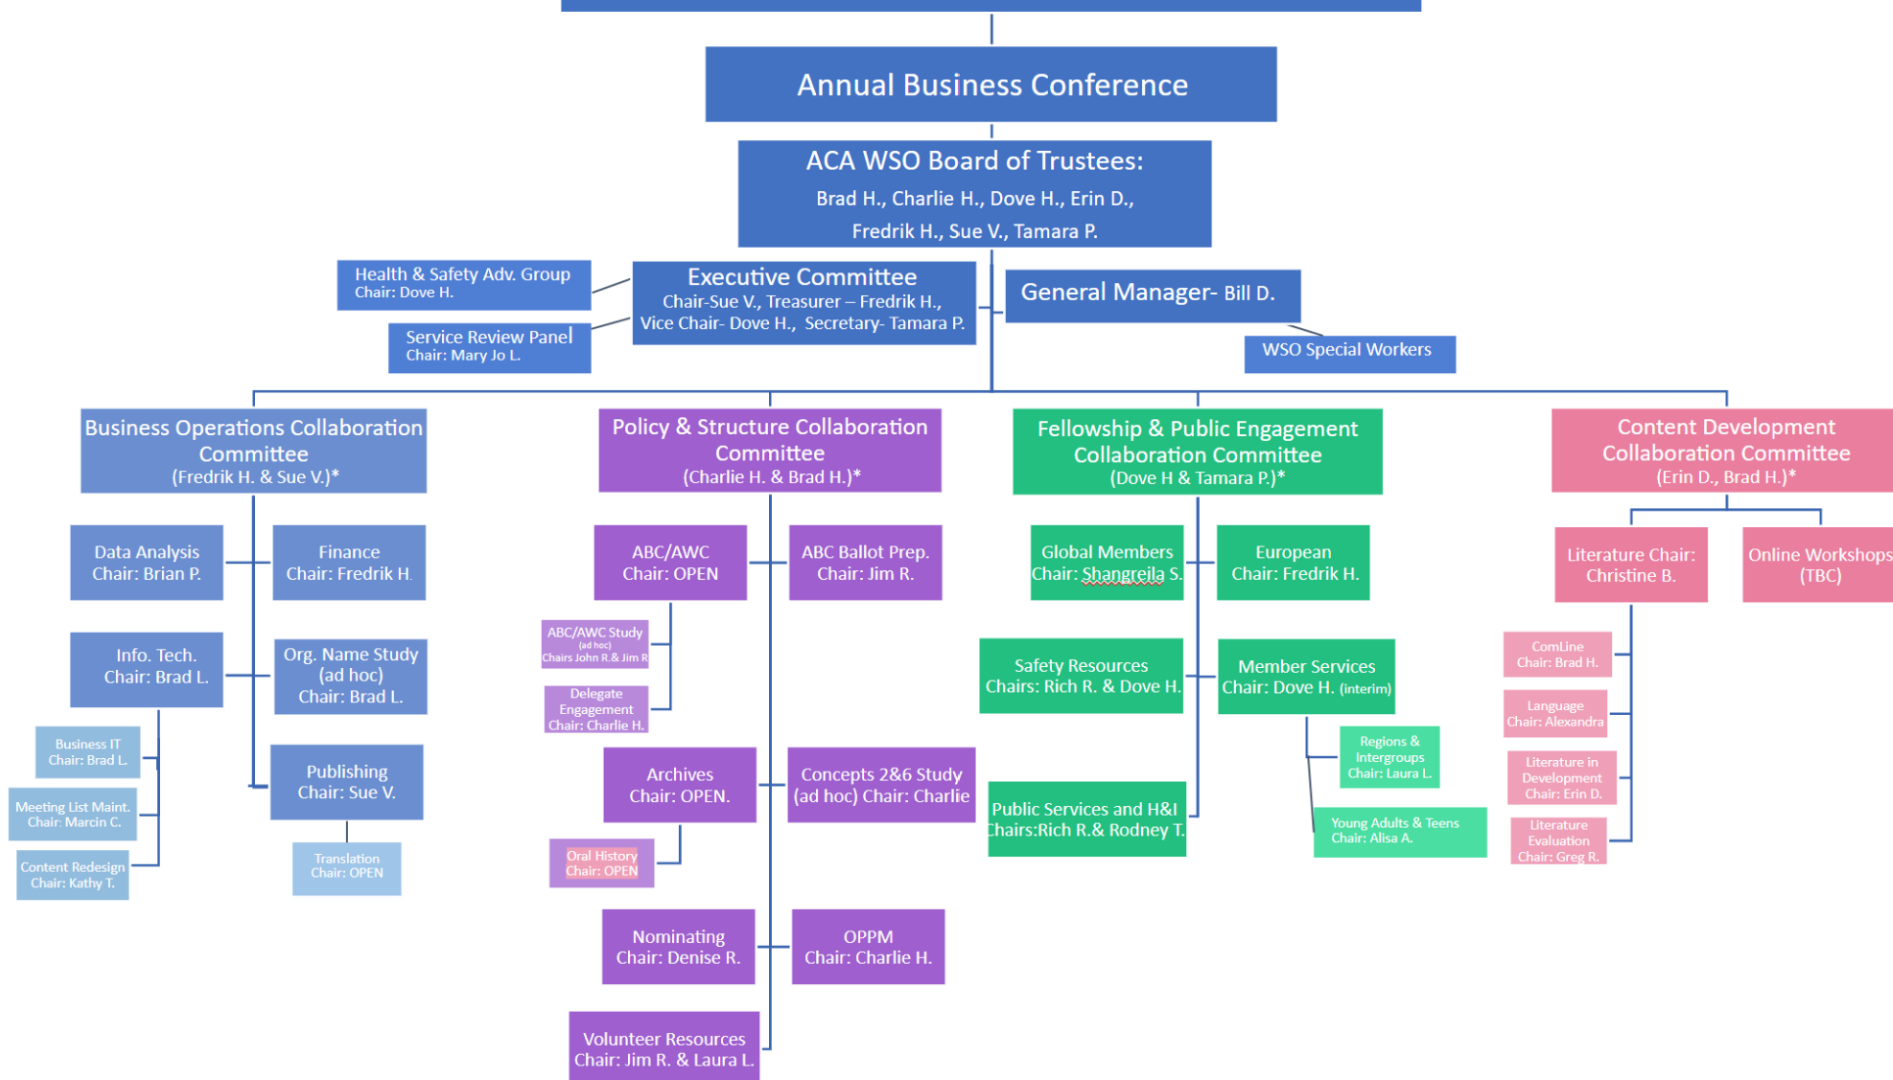 Annual Business Conference
ACA WSO Board of Trustees:
Brad H., Charlie H., Dove H., Erin D.,
Fredrik H., Sue V., Tamara P.
Health & Safety Adv. Group
Chair: Dove H.
Executive Committee
Chair-Sue V., Treasurer – Fredrik H.,
Vice Chair- Dove H., Secretary- Tamara P.
General Manager- Bill D.
Service Review Panel
Chair: Mary Jo L.
WSO Special Workers
Business Operations Collaboration
Committee
(Fredrik H. & Sue V.)*
Data Analysis
Chair: Brian P.
Finance
Chair: Fredrik H.
Info. Tech.
Chair: Brad L.
Org. Name Study
(ad hoc)
Chair: Brad L.
Business IT
Chair: Brad L.
Meeting List Maint.
Chair: Marcin C.
Content Redesign
Chair: Kathy T.
Publishing
Chair: Sue V.
Translation
Chair: OPEN
Policy & Structure Collaboration
Committee
(Charlie H. & Brad H.)*
ABC/AWC
Chair: OPEN
ABC Ballot Prep.
Chair: Jim R.
ABC/AWC Study
(ad hoc)
Chairs John R.& Jim R
Delegate
Engagement
Chair: Charlie H.
Archives
Chair: OPEN.
Concepts 2&6 Study
(ad hoc) Chair: Charlie
Oral History
Chair: OPEN
Nominating
Chair: Denise R.
OPPM
Chair: Charlie H.
Volunteer Resources
Chair: Jim R. & Laura L.
Fellowship & Public Engagement
Collaboration Committee
(Dove H & Tamara P.)*
Global Members
Chair: Shangreila S.
European
Chair: Fredrik H.
Safety Resources
Chairs: Rich R. & Dove H.
Member Services
Chair: Dove H. (interim)
Regions &
Intergroups
Chair: Laura L.
Young Adults & Teens
Chair: Alisa A.
Public Services and H&I
Chairs:Rich R.& Rodney T.
Content Development
Collaboration Committee
(Erin D., Brad H.)*
Literature Chair:
Christine B.
Online Workshops
(TBC)
ComLine
Chair: Brad H.
Language
Chair: Alexandra
Literature in
Development
Chair: Erin D.
Literature
Evaluation
Chair: Greg R.